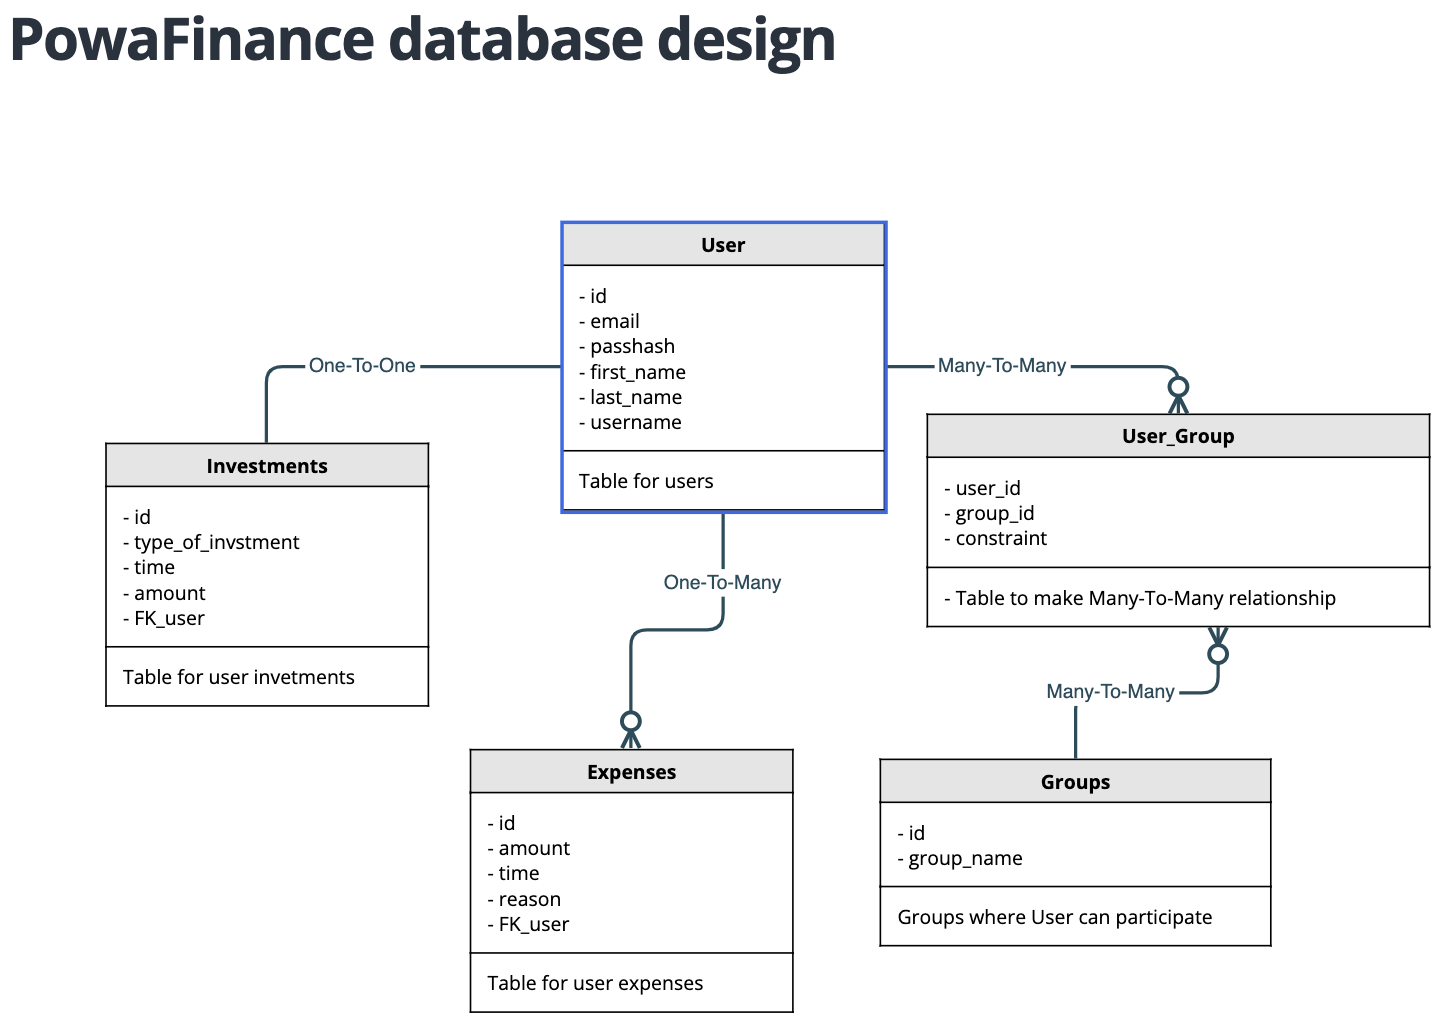 PowaFinance database design
User
- id
- email
- passhash
- first_name
- last_name
- username
Table for users
One-To-One
Many-To-Many
Investments
- id
- type_of_invstment
- time
- amount
- FK_user
Table for user invetments
User_Group
- user_id
- group_id
- constraint
- Table to make Many-To-Many relationship
One-To-Many
Many-To-Many
Expenses
- id
- amount
- time
- reason
- FK_user
Table for user expenses
Groups
- id
- group_name
Groups where User can participate